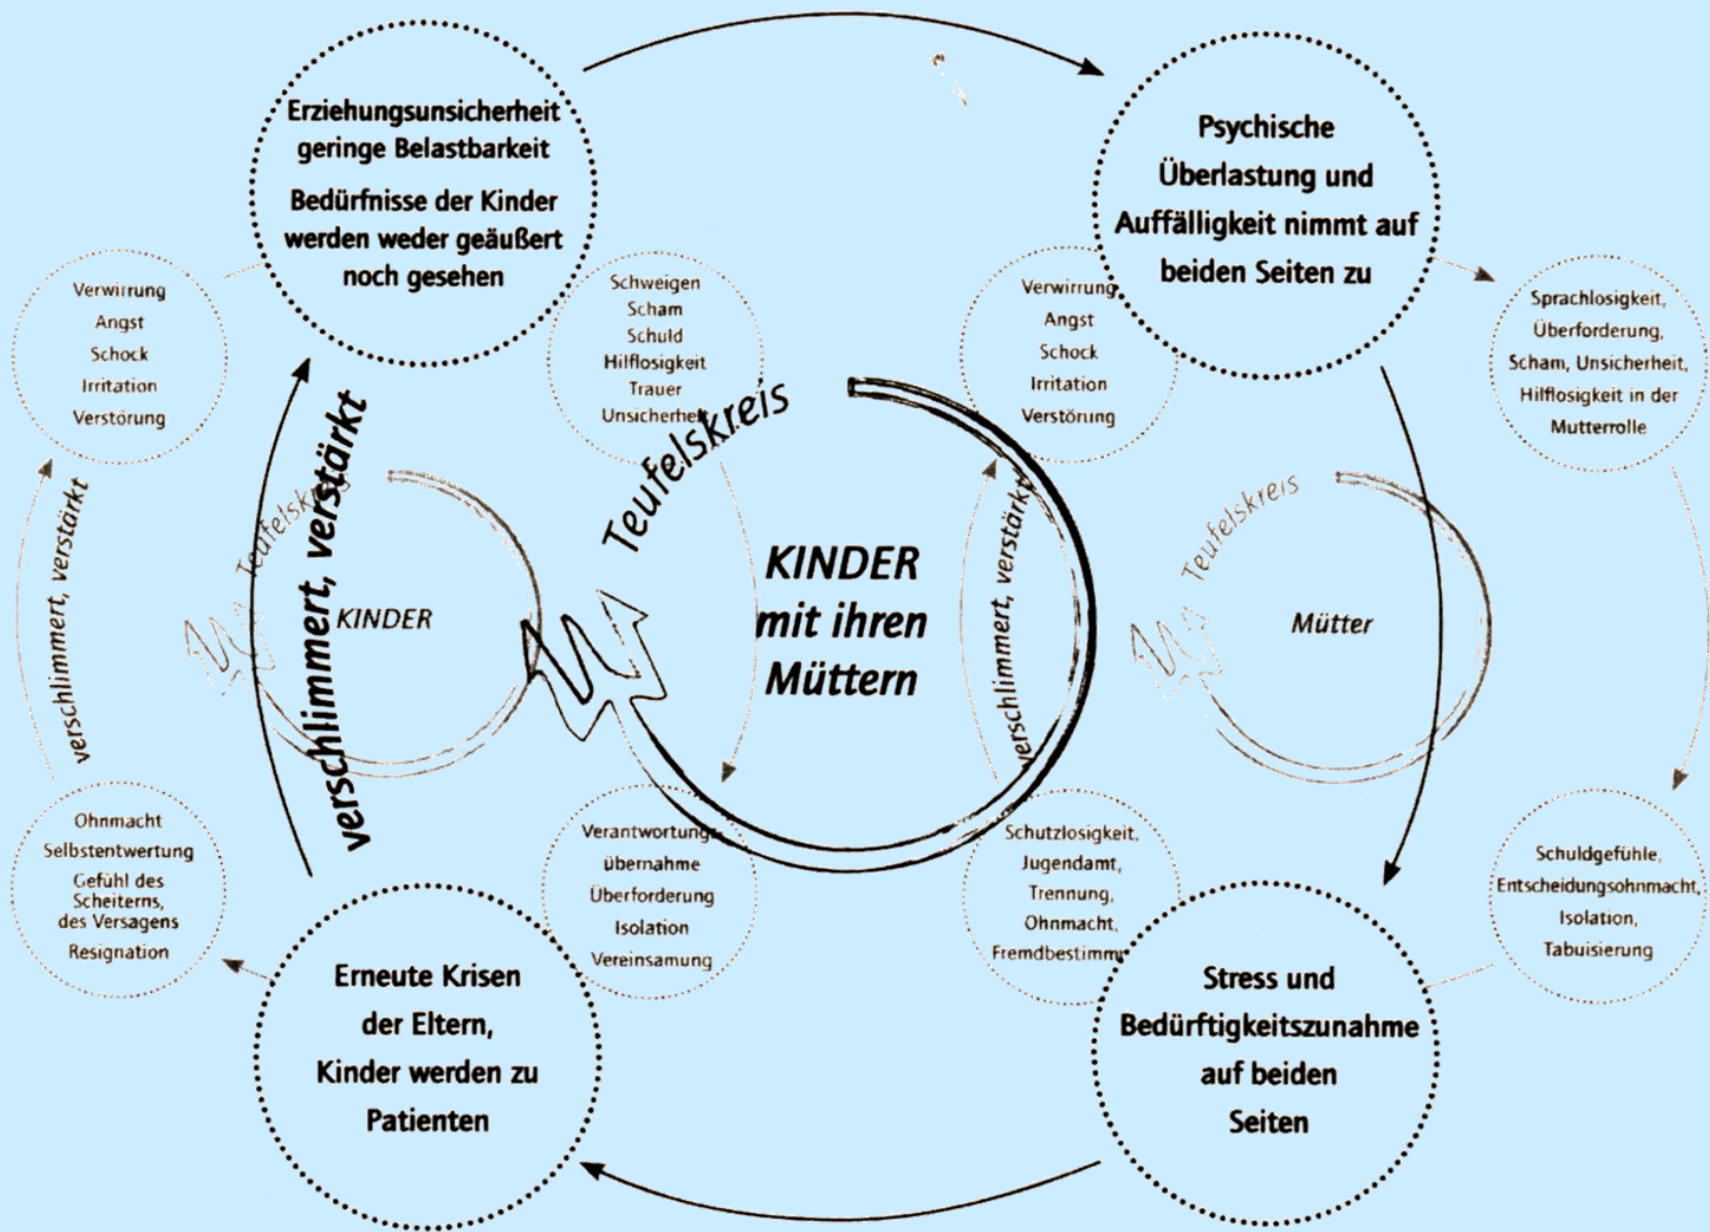 Erziehungsunsicherheit
geringe Belastbarkeit
Bedürfnisse der Kinder
werden weder geäußert
noch gesehen
Psychische
Überlastung und
Auffälligkeit nimmt auf
beiden Seiten zu
Verwirrung
Angst
Schock
Irritation
Verstörung
Schweigen
Scham
Schuld
Hilflosigkeit
Trauer
Unsicherheit
Verwirrung
Angst
Schock
Irritation
Verstörung
Sprachlosigkeit,
Überforderung,
Scham, Unsicherheit,
Hilflosigkeit in der
Mutterrolle
verschlimmert, verstärkt
Teufelskreis
KINDER
verschlimmert, verstärkt
Teufelskreis
KINDER
mit ihren
Müttern
verschlimmert, verstärkt
Teufelskreis
Mütter
Ohnmacht
Selbstentwertung
Gefühl des
Scheiterns,
des Versagens
Resignation
Verantwortungs-
übernahme
Überforderung
Isolation
Vereinsamung
Schutzlosigkeit,
Jugendamt,
Trennung,
Ohnmacht,
Fremdbestimm
Schuldgefühle,
Entscheidungsohnmacht,
Isolation,
Tabuisierung
Erneute Krisen
der Eltern,
Kinder werden zu
Patienten
Stress und
Bedürftigkeitszunahme
auf beiden
Seiten